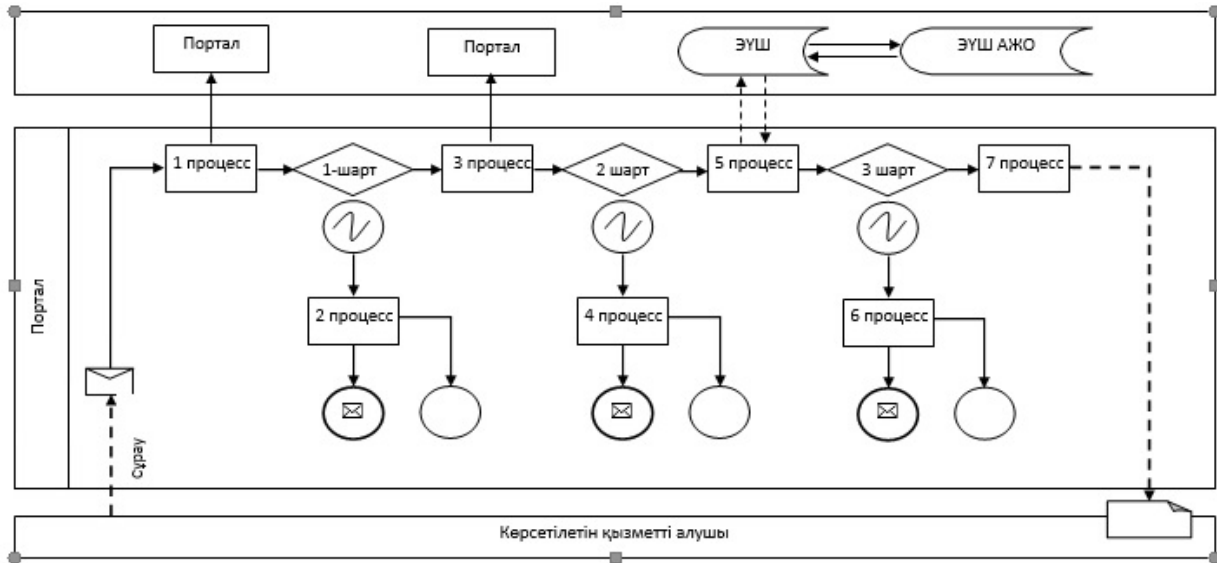 Портал
Портал
ЭҮШ
ЭҮШ АЖО
1 процесс
1-шарт
3 процесс
2 шарт
5 процесс
3 шарт
7 процесс
Портал
2 процесс
4 процесс
6 процесс
Сұрау
Көрсетілетін қызметті алушы